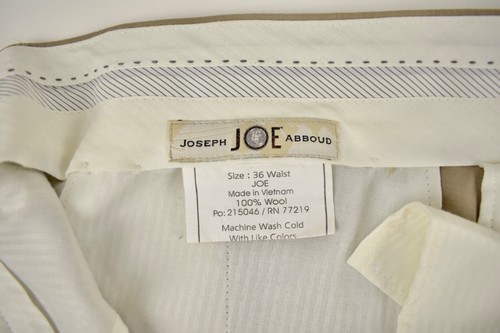 JOSEPH JOE ABBOUD
Size : 36 Waist
JOE
Made in Vietnam
100% Wool
Po: 215046 / RN 77219
Machine Wash Cold
With Like Colors